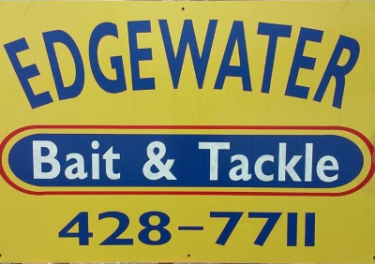 EDGEWATER
Bait & Tackle
428-7711